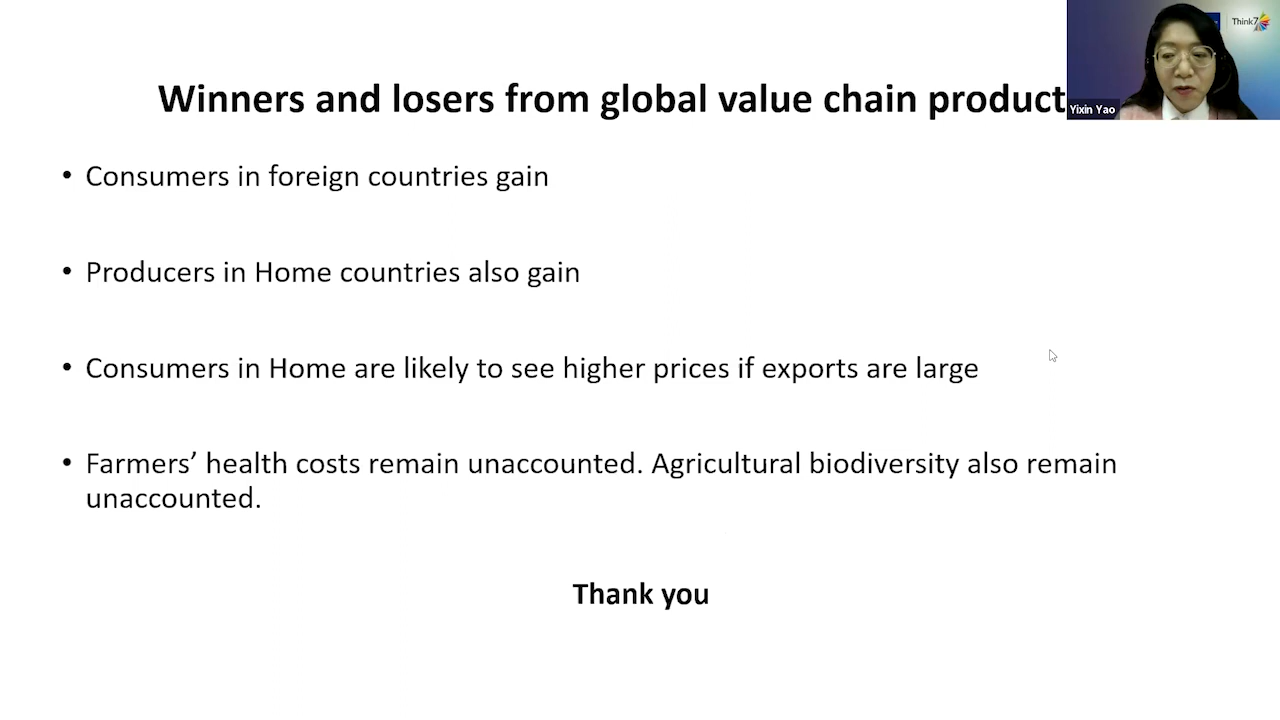 Winners and losers from global value chain product
Think7
Yixin Yao
• Consumers in foreign countries gain
• Producers in Home countries also gain
• Consumers in Home are likely to see higher prices if exports are large
• Farmers’ health costs remain unaccounted. Agricultural biodiversity also remain
unaccounted.
Thank you